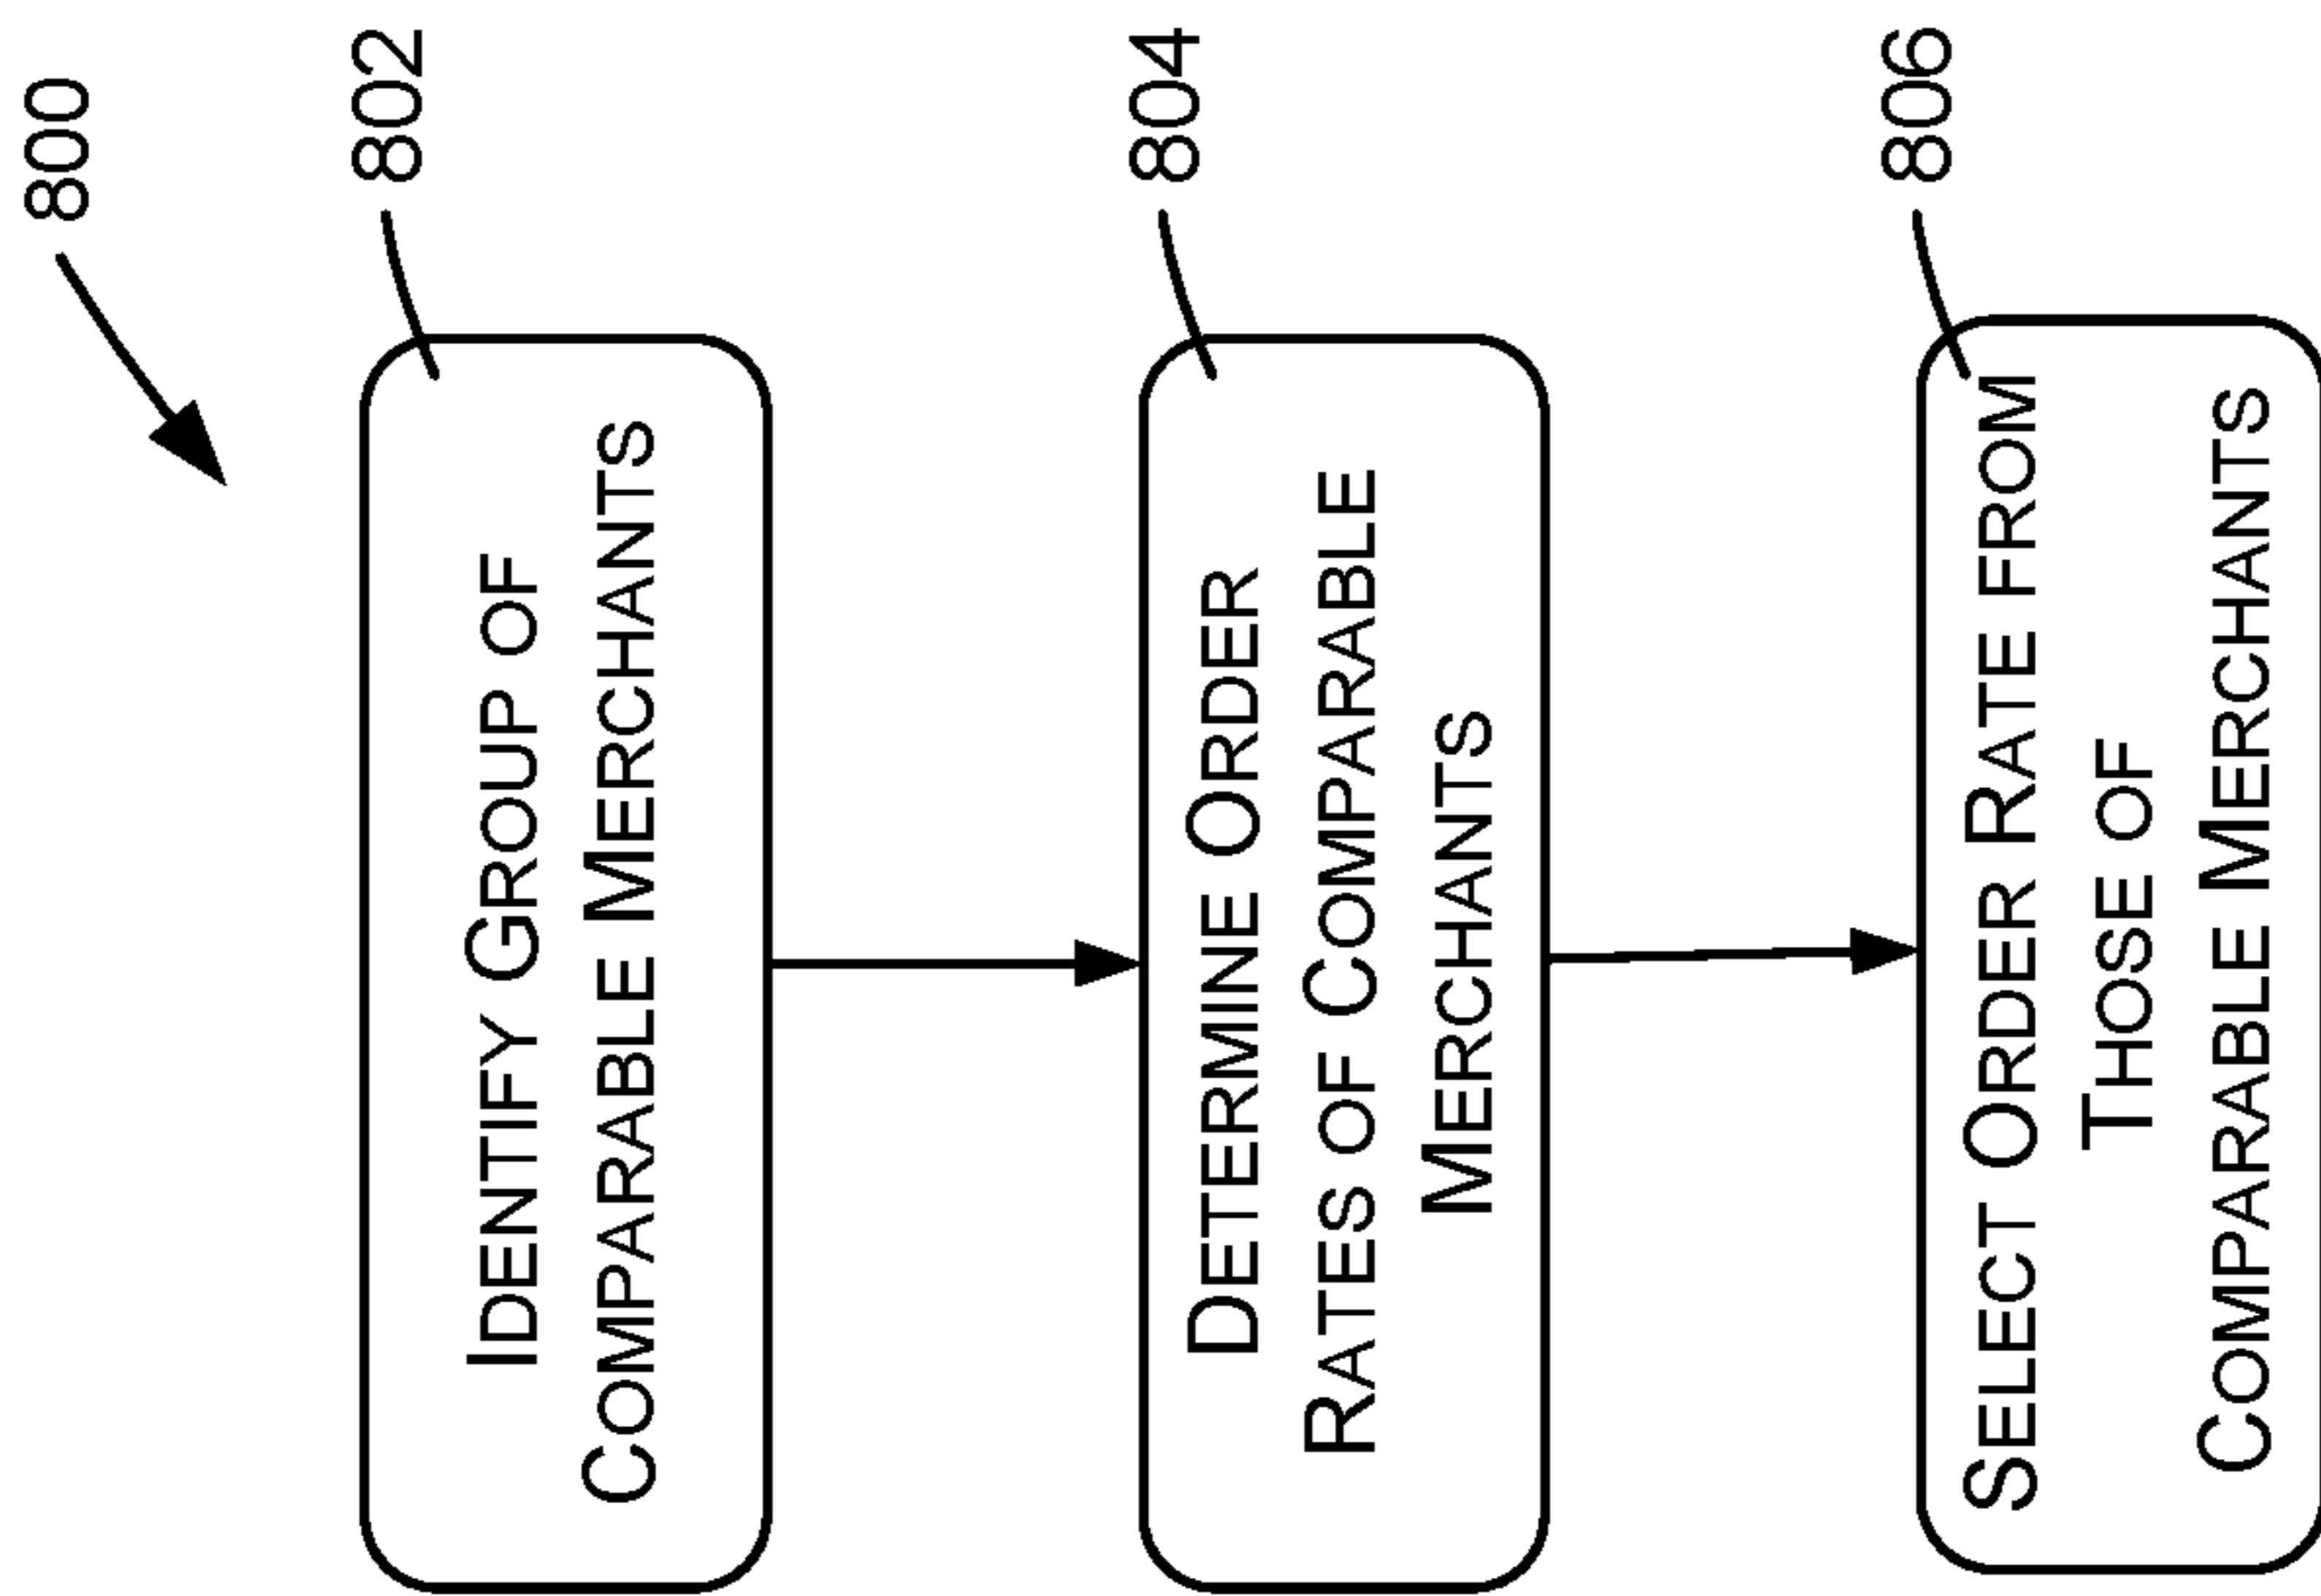 800
802
Identify Group of
Comparable Merchants
804
Determine Order
Rates of Comparable
Merchants
806
Select Order Rate from
Those of
Comparable Merchants